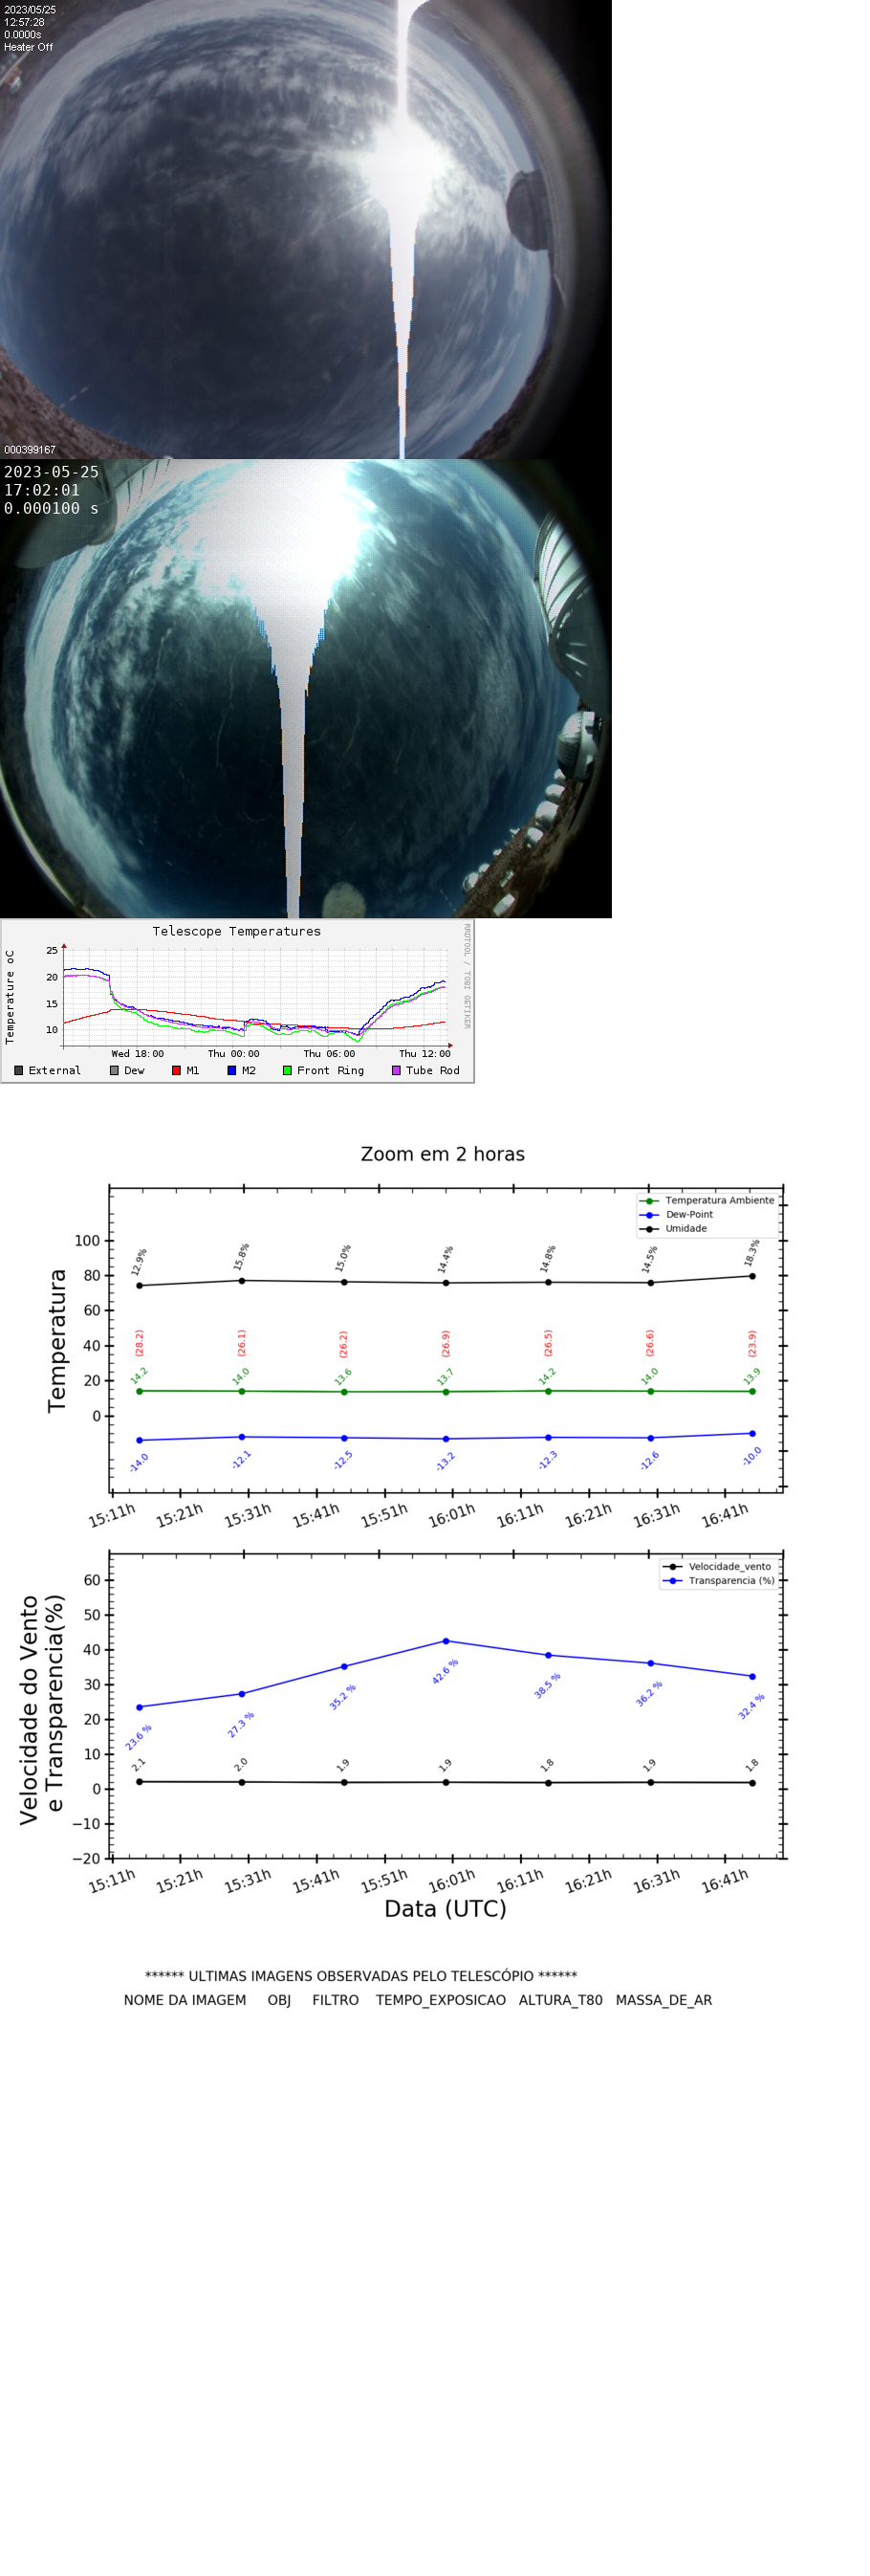 2023/05/25
12:57:28
0.0000s
Heater Off
000399167
2023-05-25
17:02:01
0.000100 s
Telescope Temperatures
RRDTOOL / TOBI OETIKER
Temperature oC
25
20
15
10
Wed 18:00 Thu 00:00 Thu 06:00 Thu 12:00
External Dew M1 M2 Front Ring Tube Rod
Zoom em 2 horas
Temperatura
Temperatura Ambiente
Dew-Point
Umidade
100
80
60
40
20
0
12.9% 15.8% 15.0% 14.4% 14.8% 14.5% 18.3%
(28.2) (26.1) (26.2) (26.9) (26.5) (26.6) (23.9)
14.2 14.0 13.6 13.7 14.2 14.0 13.9
-14.0 -12.1 -12.5 -13.2 -12.3 -12.6 -10.0
15:11h 15:21h 15:31h 15:41h 15:51h 16:01h 16:11h 16:21h 16:31h 16:41h
Velocidade do Vento
e Transparencia(%)
Velocidade_vento
Transparencia (%)
60
50
40
30
20
10
0
−10
−20
23.6 % 27.3 % 35.2 % 42.6 % 38.5 % 36.2 % 32.4 %
2.1 2.0 1.9 1.9 1.8 1.9 1.8
15:11h 15:21h 15:31h 15:41h 15:51h 16:01h 16:11h 16:21h 16:31h 16:41h
Data (UTC)
****** ULTIMAS IMAGENS OBSERVADAS PELO TELESCÓPIO ******
NOME DA IMAGEM OBJ FILTRO TEMPO_EXPOSICAO ALTURA_T80 MASSA_DE_AR